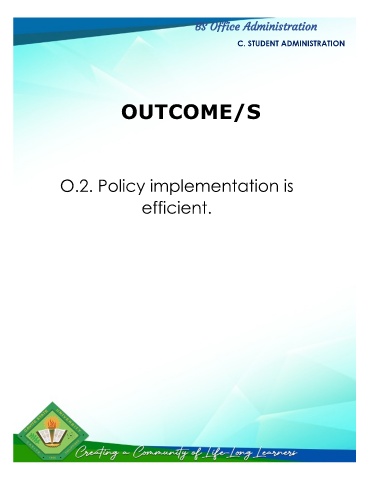 BS Office Administration
C. STUDENT ADMINISTRATION
OUTCOME/S
O.2. Policy implementation is
efficient.
Creating a Community of Life-Long Learners